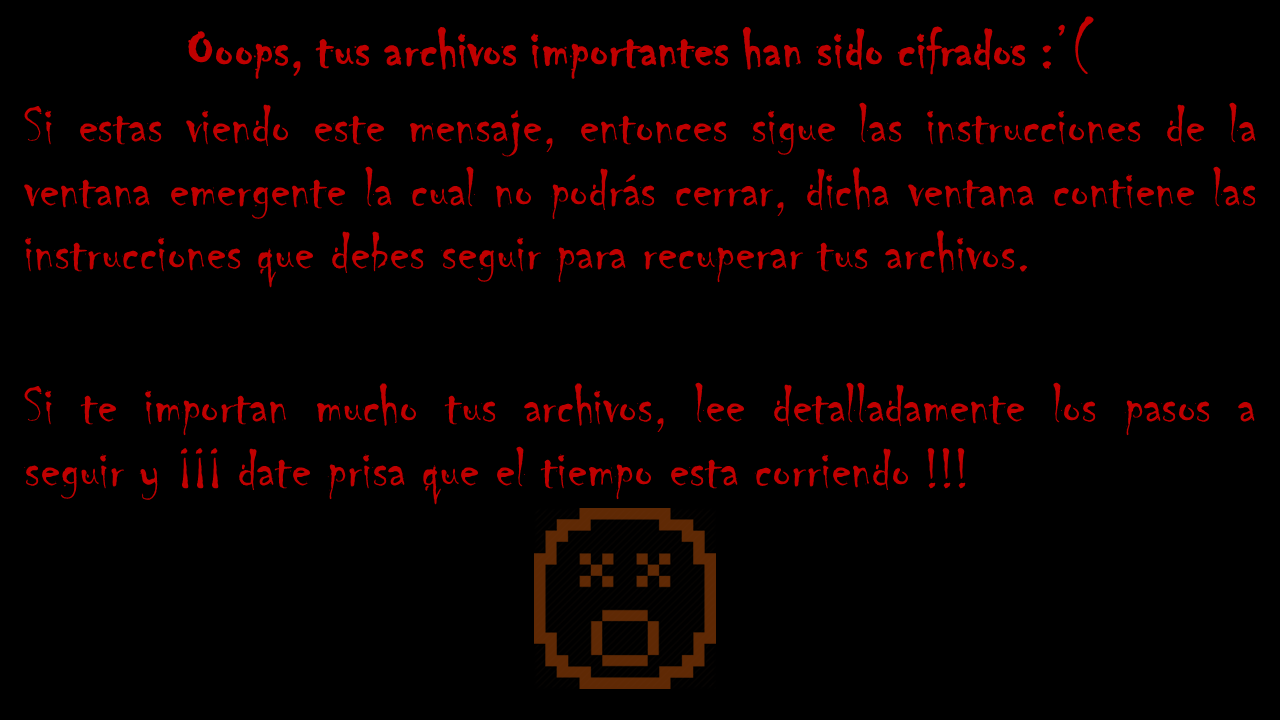 Ooops, tus archivos importantes han sido cifrados :'(
Si estas viendo este mensaje, entonces sigue las instrucciones de la
ventana emergente la cual no podrás cerrar, dicha ventana contiene las
instrucciones que debes seguir para recuperar tus archivos.
Si te importan mucho tus archivos, lee detalladamente los pasos a
seguir y ¡¡¡ date prisa que el tiempo esta corriendo !!!